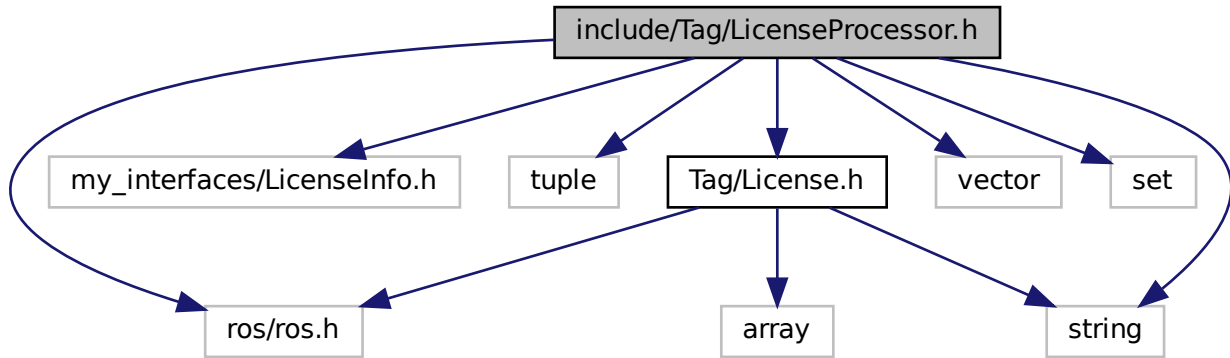 include/Tag/LicenseProcessor.h
my_interfaces/LicenseInfo.h
tuple
Tag/License.h
vector
set
ros/ros.h
array
string